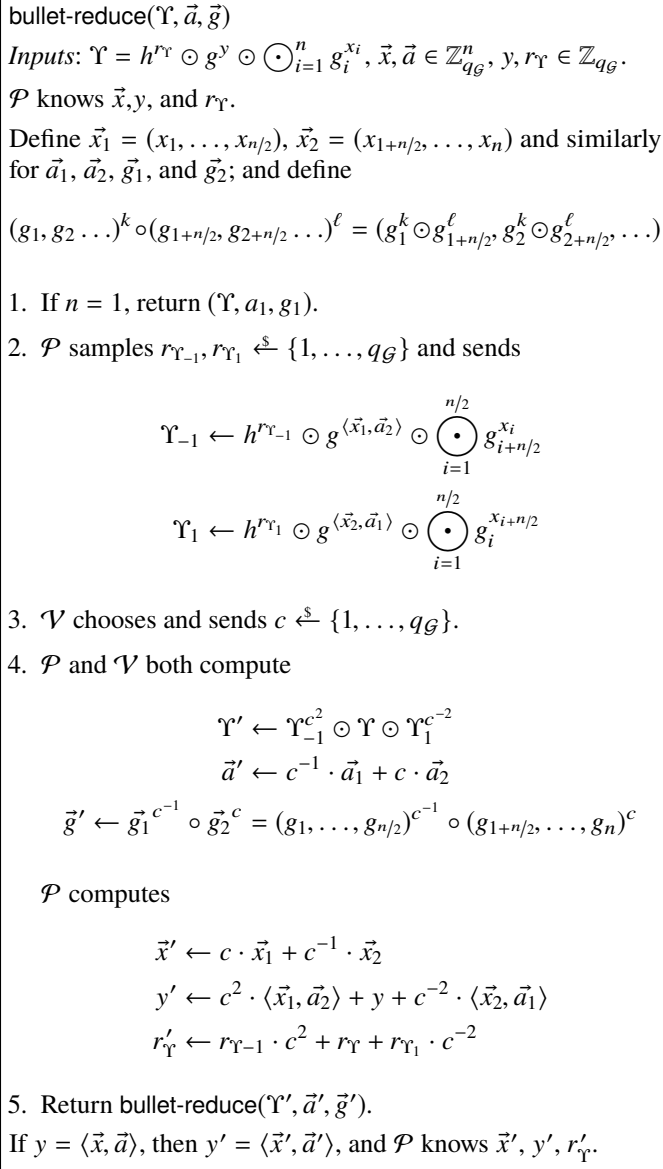 bullet-reduce(ϒ, a⃗, g⃗)
Inputs: ϒ = h^{r_ϒ} ⊙ g^y ⊙ ⨀_{i=1}^{n} g_i^{x_i}, x⃗, a⃗ ∈ ℤ^n_{q_𝒢}, y, r_ϒ ∈ ℤ_{q_𝒢}.
𝒫 knows x⃗,y, and r_ϒ.
Define x⃗_1 = (x_1, . . . , x_{n/2}), x⃗_2 = (x_{1+n/2}, . . . , x_n) and similarly
for a⃗_1, a⃗_2, g⃗_1, and g⃗_2; and define
(g_1, g_2 . . .)^k ∘ (g_{1+n/2}, g_{2+n/2} . . .)^ℓ = (g_1^k ⊙ g_{1+n/2}^ℓ, g_2^k ⊙ g_{2+n/2}^ℓ, . . .)
1. If n = 1, return (ϒ, a_1, g_1).
2. 𝒫 samples r_{ϒ_{-1}}, r_{ϒ_1} ←$ {1, . . . , q_𝒢} and sends
ϒ_{-1} ← h^{r_{ϒ_{-1}}} ⊙ g^{⟨x⃗_1, a⃗_2⟩} ⊙ ⨀_{i=1}^{n/2} g_{i+n/2}^{x_i}
ϒ_1 ← h^{r_{ϒ_1}} ⊙ g^{⟨x⃗_2, a⃗_1⟩} ⊙ ⨀_{i=1}^{n/2} g_i^{x_{i+n/2}}
3. 𝒱 chooses and sends c ←$ {1, . . . , q_𝒢}.
4. 𝒫 and 𝒱 both compute
ϒ′ ← ϒ_{-1}^{c^2} ⊙ ϒ ⊙ ϒ_1^{c^{-2}}
a⃗′ ← c^{-1} · a⃗_1 + c · a⃗_2
g⃗′ ← g⃗_1^{c^{-1}} ∘ g⃗_2^c = (g_1, . . . , g_{n/2})^{c^{-1}} ∘ (g_{1+n/2}, . . . , g_n)^c
𝒫 computes
x⃗′ ← c · x⃗_1 + c^{-1} · x⃗_2
y′ ← c^2 · ⟨x⃗_1, a⃗_2⟩ + y + c^{-2} · ⟨x⃗_2, a⃗_1⟩
r′_ϒ ← r_{ϒ−1} · c^2 + r_ϒ + r_{ϒ_1} · c^{-2}
5. Return bullet-reduce(ϒ′, a⃗′, g⃗′).
If y = ⟨x⃗, a⃗⟩, then y′ = ⟨x⃗′, a⃗′⟩, and 𝒫 knows x⃗′, y′, r′_ϒ.